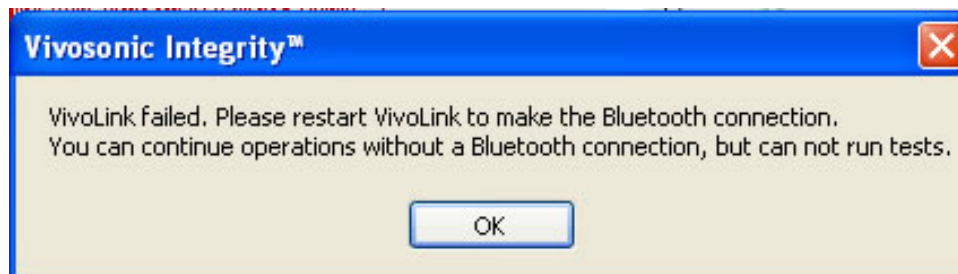 Vivosonic Integrity™
VivoLink failed. Please restart VivoLink to make the Bluetooth connection.
You can continue operations without a Bluetooth connection, but can not run tests.
OK